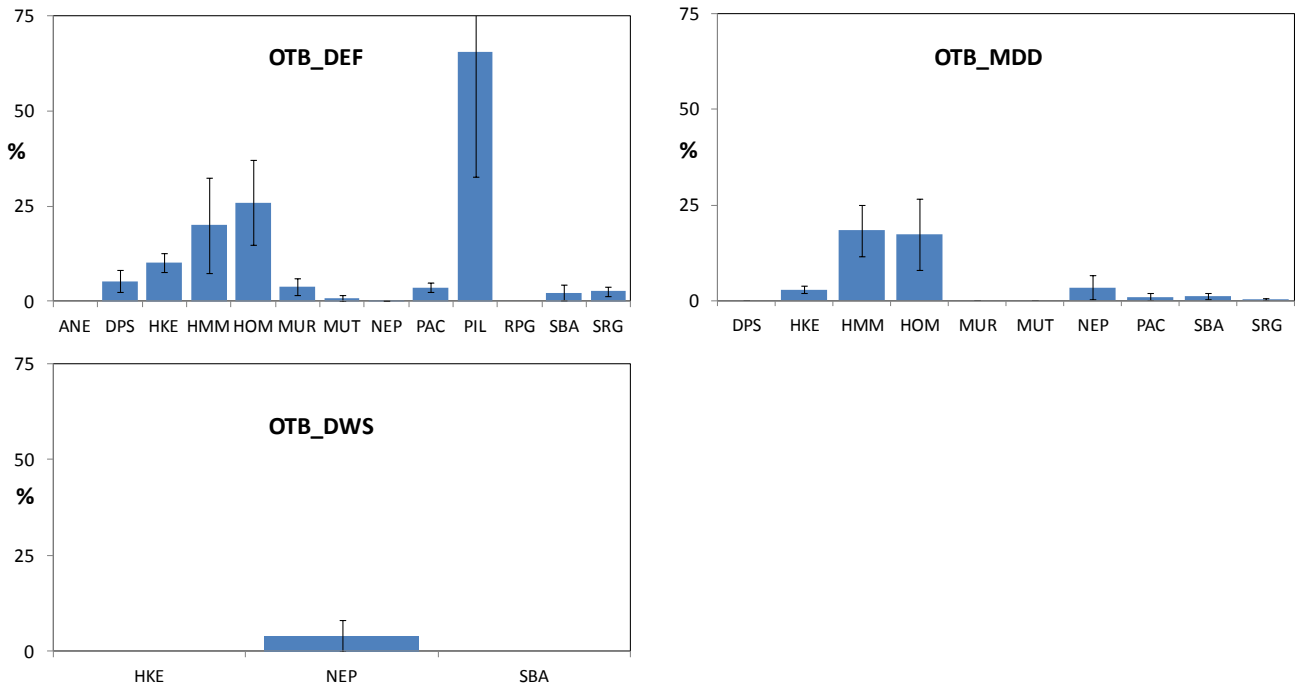 75
OTB_DEF
50
%
25
0
ANE DPS HKE HMM HOM MUR MUT NEP PAC PIL RPG SBA SRG
75
OTB_MDD
50
%
25
0
DPS HKE HMM HOM MUR MUT NEP PAC SBA SRG
75
OTB_DWS
50
%
25
0
HKE NEP SBA